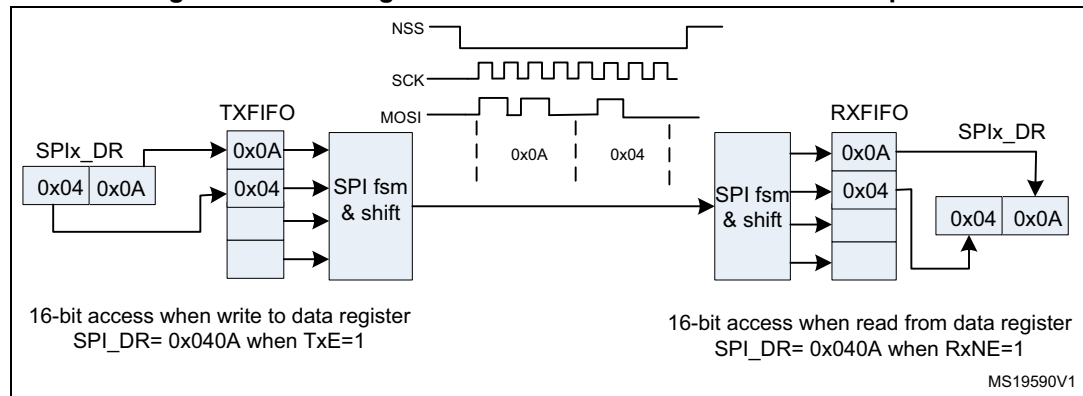 NSS
SCK
MOSI
TXFIFO
RXFIFO
SPIx_DR
SPIx_DR
0x0A
0x04
0x0A
0x04
0x0A
0x04
SPI fsm
& shift
SPI fsm
& shift
0x0A
0x04
0x04
0x0A
16-bit access when write to data register
SPI_DR= 0x040A when TxE=1
16-bit access when read from data register
SPI_DR= 0x040A when RxNE=1
MS19590V1